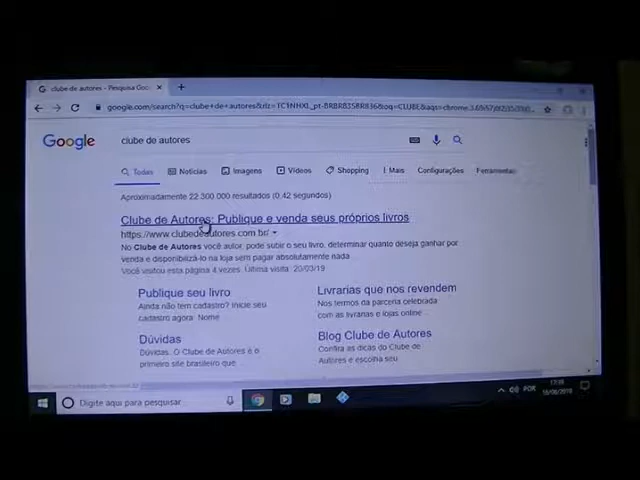 clube de autores - Pesquisa Goo
Google
clube de autores
Todas Notícias Imagens Vídeos Shopping Mais Configurações Ferramentas
Aproximadamente 22.300.000 resultados (0,42 segundos)
Clube de Autores: Publique e venda seus próprios livros
https://www.clubedeautores.com.br/
No Clube de Autores você autor, pode subir o seu livro, determinar quanto deseja ganhar por
venda e disponibilizá-lo na loja sem pagar absolutamente nada.
Você visitou esta página 4 vezes. Última visita: 20/03/19
Publique seu livro
Ainda não tem cadastro? Inicie seu
cadastro agora: Nome
Livrarias que nos revendem
Nos termos da parceria celebrada
com as livrarias e lojas online
Dúvidas
Dúvidas. O Clube de Autores é o
primeiro site brasileiro que
Blog Clube de Autores
Confira as dicas do Clube de
Autores e escolha seu
Digite aqui para pesquisar
POR